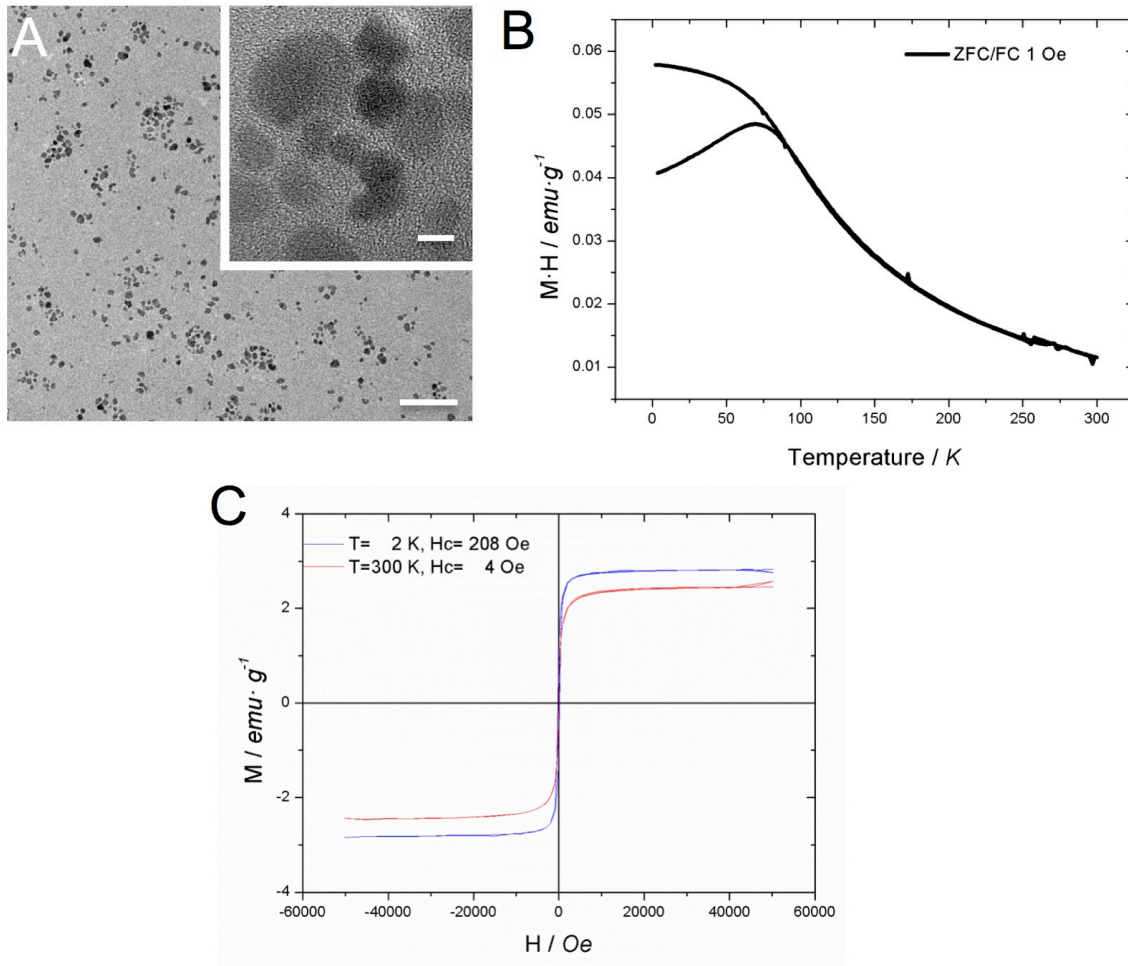 A
B
ZFC/FC 1 Oe
0.06
0.05
0.04
0.03
0.02
0.01
M·H / emu·g⁻¹
0 50 100 150 200 250 300
Temperature / K
C
T= 2 K, Hc= 208 Oe
T=300 K, Hc= 4 Oe
4
2
0
-2
-4
M / emu· g⁻¹
-60000 -40000 -20000 0 20000 40000 60000
H / Oe